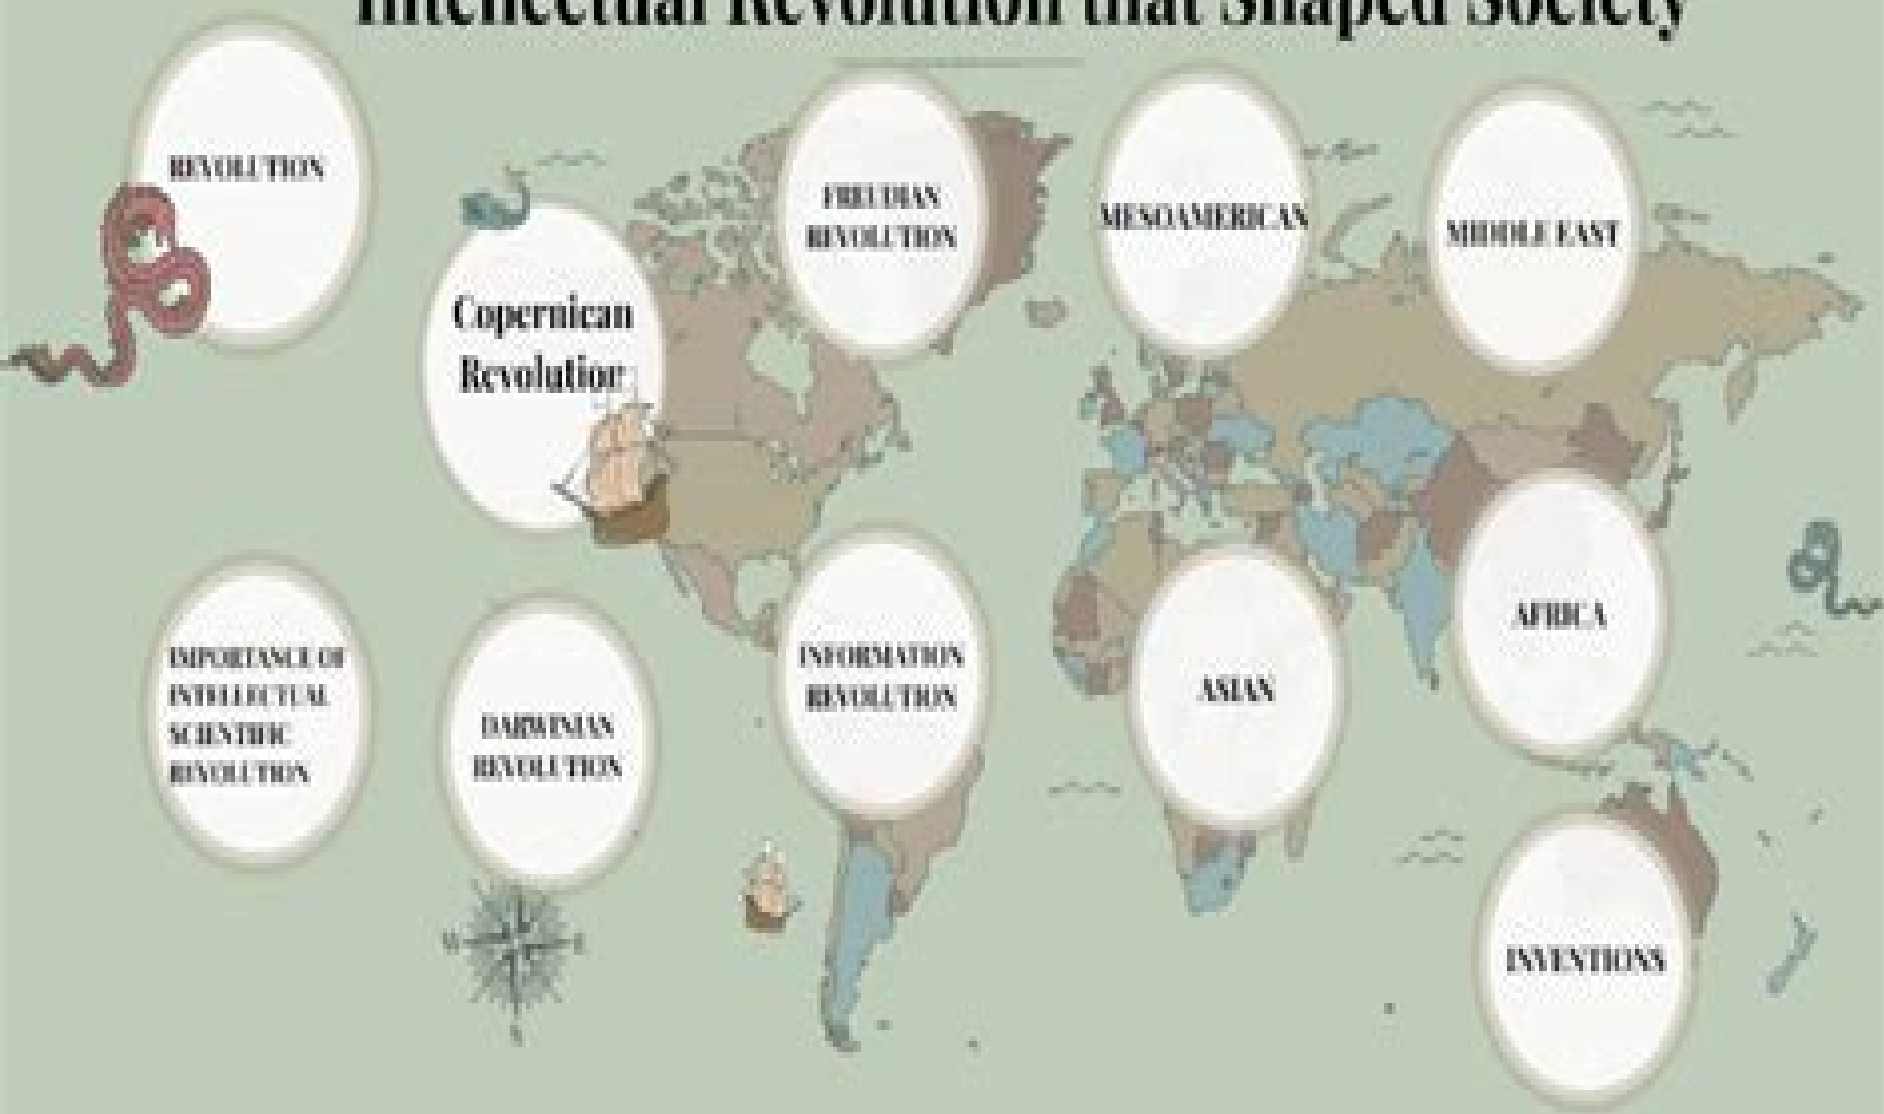 Intellectual Revolution that Shaped Society
REVOLUTION
Copernican
Revolution
FREUDIAN
REVOLUTION
MESOAMERICAN
MIDDLE EAST
IMPORTANCE OF
INTELLECTUAL
SCIENTIFIC
REVOLUTION
DARWINIAN
REVOLUTION
INFORMATION
REVOLUTION
ASIAN
AFRICA
INVENTIONS
W
E
S